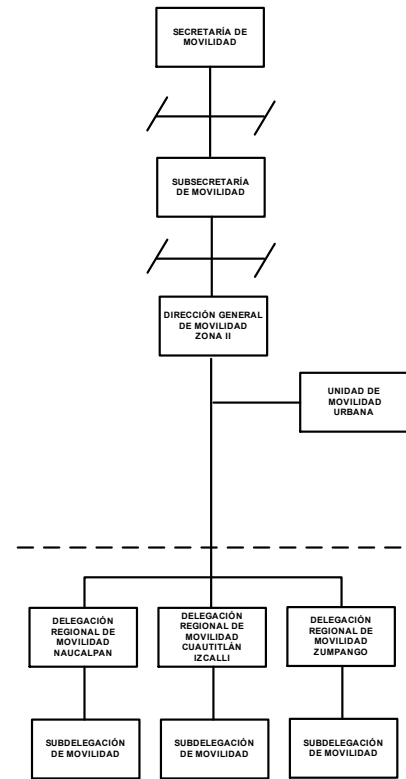 SECRETARÍA DE
MOVILIDAD
SUBSECRETARÍA
DE MOVILIDAD
DIRECCIÓN GENERAL
DE MOVILIDAD
ZONA II
UNIDAD DE
MOVILIDAD
URBANA
DELEGACIÓN
REGIONAL DE
MOVILIDAD
NAUCALPAN
DELEGACIÓN
REGIONAL DE
MOVILIDAD
CUAUTITLÁN
IZCALLI
DELEGACIÓN
REGIONAL DE
MOVILIDAD
ZUMPANGO
SUBDELEGACIÓN
DE MOVILIDAD
SUBDELEGACIÓN
DE MOVILIDAD
SUBDELEGACIÓN
DE MOVILIDAD